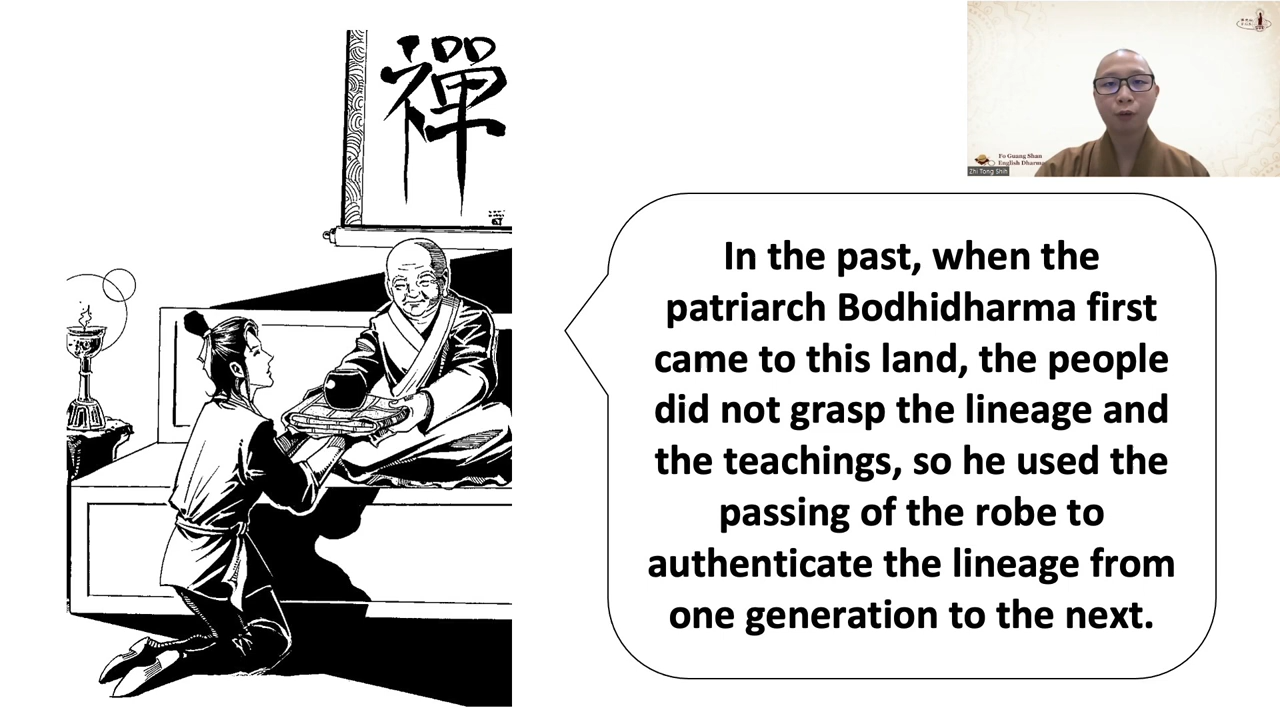 禪
Fo Guang Shan
English Dharma
Zhi Tong Shih
In the past, when the
patriarch Bodhidharma first
came to this land, the people
did not grasp the lineage and
the teachings, so he used the
passing of the robe to
authenticate the lineage from
one generation to the next.